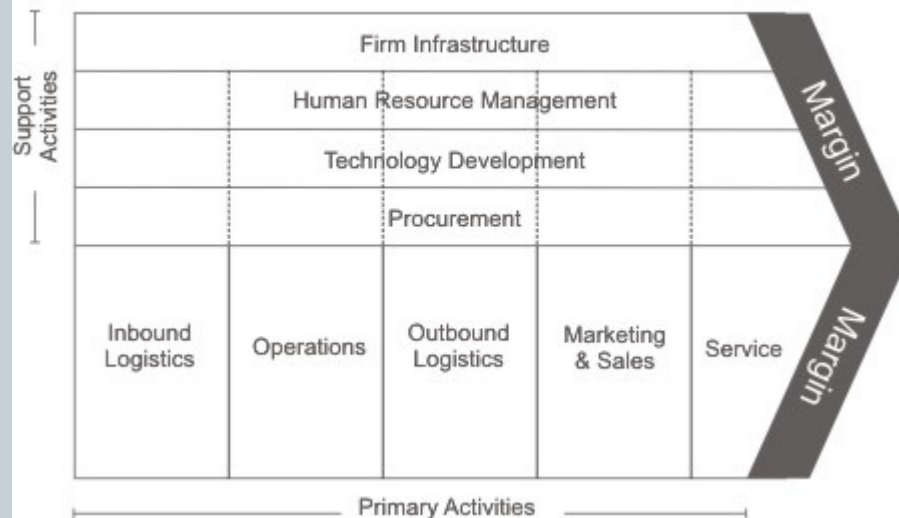 Support
Activities
Firm Infrastructure
Human Resource Management
Technology Development
Procurement
Inbound
Logistics
Operations
Outbound
Logistics
Marketing
& Sales
Service
Margin
Margin
Primary Activities